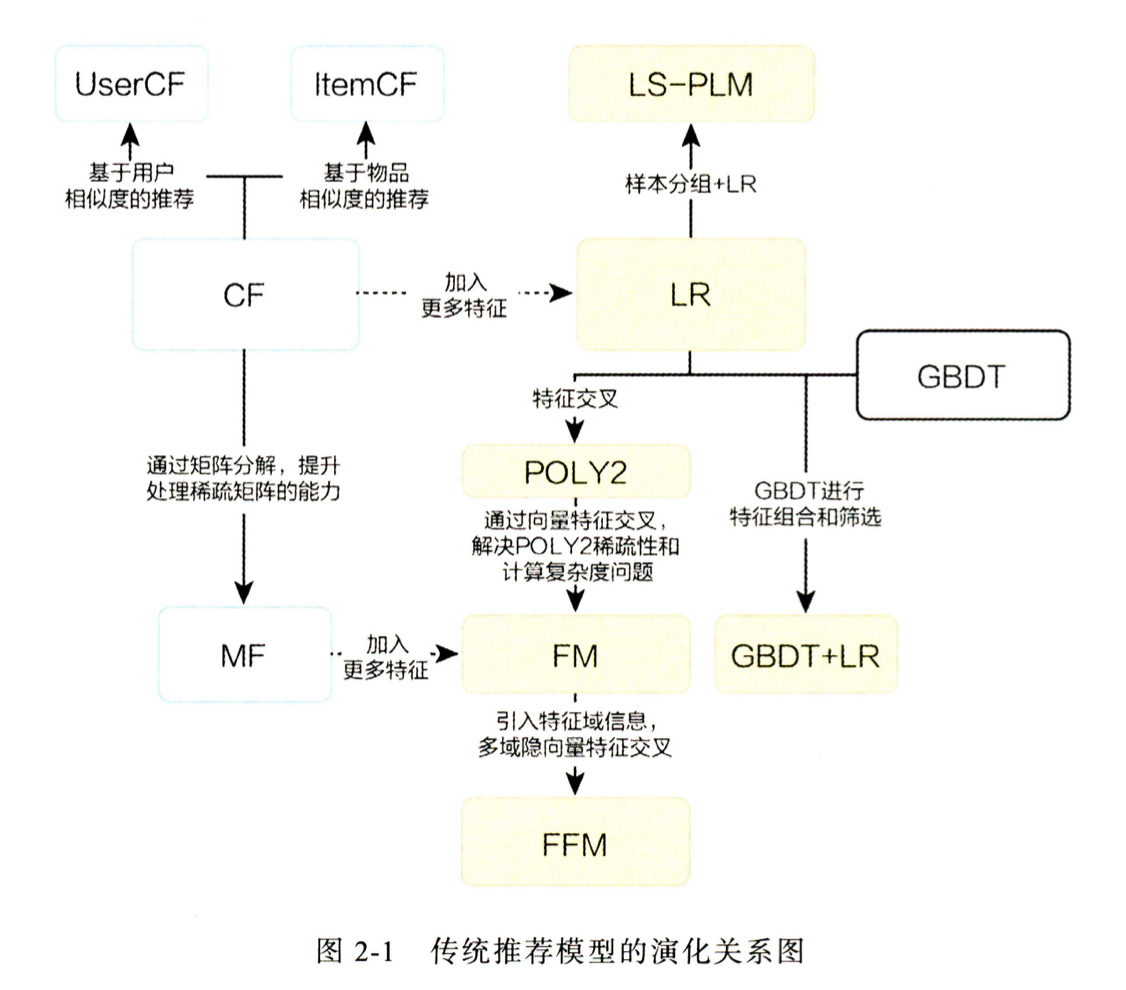 UserCF
ItemCF
LS-PLM
基于用户
相似度的推荐
基于物品
相似度的推荐
样本分组+LR
CF
加入
更多特征
LR
GBDT
特征交叉
通过矩阵分解，提升
处理稀疏矩阵的能力
POLY2
GBDT进行
特征组合和筛选
通过向量特征交叉，
解决POLY2稀疏性和
计算复杂度问题
MF
加入
更多特征
FM
GBDT+LR
引入特征域信息，
多域隐向量特征交叉
FFM
图 2-1 传统推荐模型的演化关系图